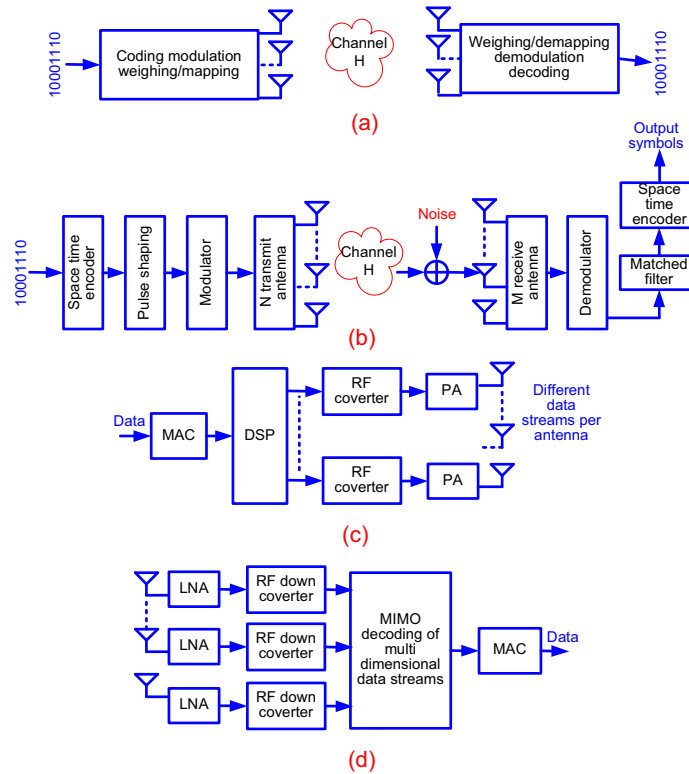 10001110
Coding modulation
weighing/mapping
Channel
H
Weighing/demapping
demodulation
decoding
10001110
(a)
Output
symbols
Space
time
encoder
Matched
filter
10001110
Space time
encoder
Pulse shaping
Modulator
N transmit
antenna
Channel
H
Noise
M receive
antenna
Demodulator
(b)
Data
MAC
DSP
RF
coverter
PA
RF
coverter
PA
Different
data
streams per
antenna
(c)
LNA
RF down
coverter
LNA
RF down
coverter
LNA
RF down
coverter
MIMO
decoding of
multi
dimensional
data streams
MAC
Data
(d)